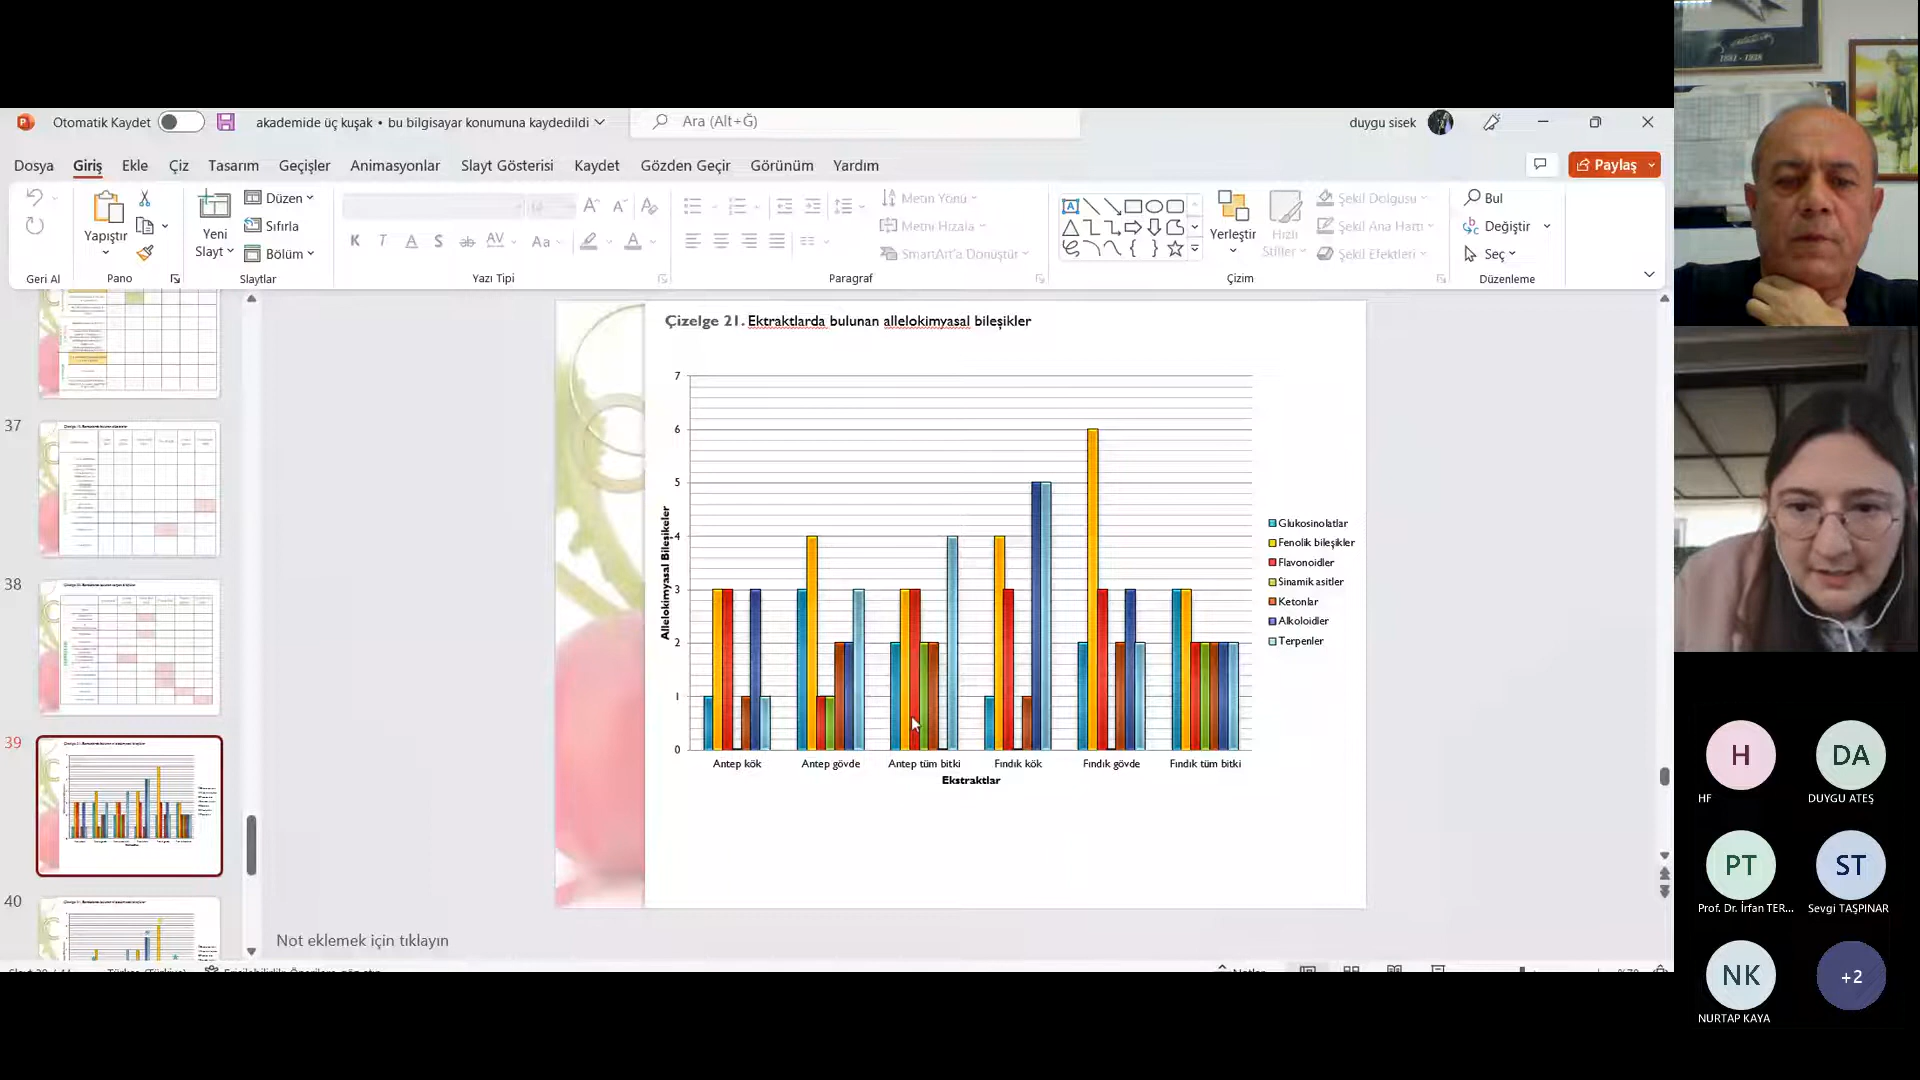 1881 - 1938
Otomatik Kaydet
akademide üç kuşak • bu bilgisayar konumuna kaydedildi
Ara (Alt+Ğ)
duygu sisek
Dosya Giriş Ekle Çiz Tasarım Geçişler Animasyonlar Slayt Gösterisi Kaydet Gözden Geçir Görünüm Yardım
Paylaş
Geri Al
Yapıştır
Pano
Yeni Slayt
Düzen
Sıfırla
Bölüm
Slaytlar
K T A S ab AV Aa A
Yazı Tipi
Metin Yönü
Metni Hizala
SmartArt'a Dönüştür
Paragraf
Yerleştir
Hızlı Stiller
Şekil Dolgusu
Şekil Ana Hattı
Şekil Efektleri
Çizim
Bul
Değiştir
Seç
Düzenleme
37
38
39
40
Çizelge 21. Ektraktlarda bulunan allelokimyasal bileşikler
7
6
5
4
3
2
1
0
Allelokimyasal Bileşikeler
Antep kök Antep gövde Antep tüm bitki Fındık kök Fındık gövde Fındık tüm bitki
Ekstraktlar
Glukosinolatlar
Fenolik bileşikler
Flavonoidler
Sinamik asitler
Ketonlar
Alkoloidler
Terpenler
Not eklemek için tıklayın
H
HF
DA
DUYGU ATEŞ
PT
Prof. Dr. İrfan TER...
ST
Sevgi TAŞPINAR
NK
NURTAP KAYA
+2